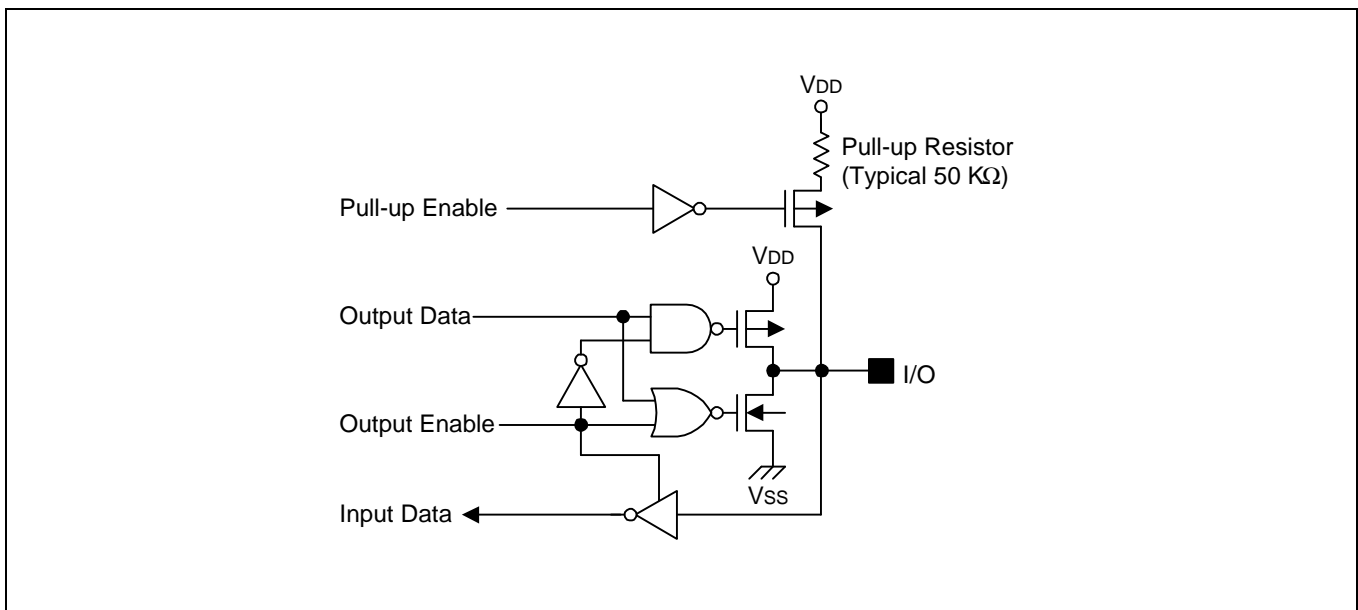 VDD
Pull-up Resistor
(Typical 50 KΩ)
Pull-up Enable
VDD
Output Data
I/O
Output Enable
VSS
Input Data